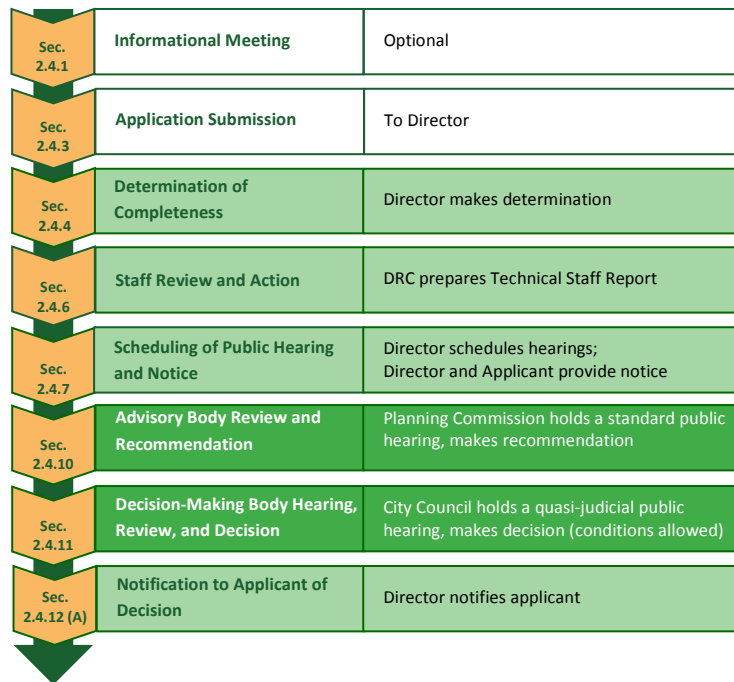 Sec.
2.4.1
Informational Meeting
Optional
Sec.
2.4.3
Application Submission
To Director
Sec.
2.4.4
Determination of
Completeness
Director makes determination
Sec.
2.4.6
Staff Review and Action
DRC prepares Technical Staff Report
Sec.
2.4.7
Scheduling of Public Hearing
and Notice
Director schedules hearings;
Director and Applicant provide notice
Sec.
2.4.10
Advisory Body Review and
Recommendation
Planning Commission holds a standard public
hearing, makes recommendation
Sec.
2.4.11
Decision-Making Body Hearing,
Review, and Decision
City Council holds a quasi-judicial public
hearing, makes decision (conditions allowed)
Sec.
2.4.12 (A)
Notification to Applicant of
Decision
Director notifies applicant